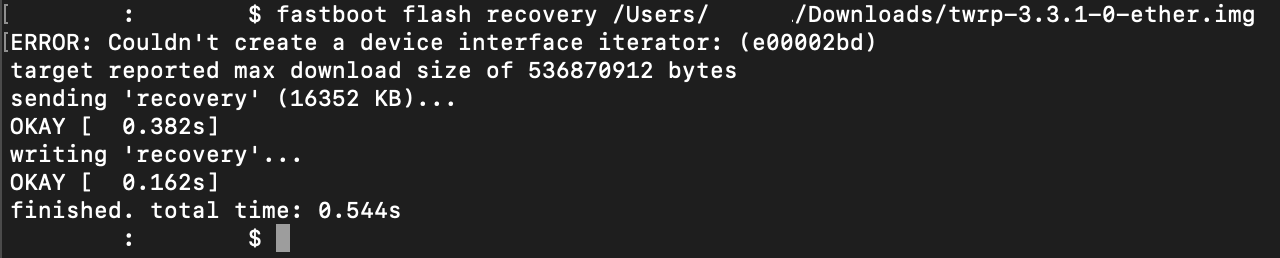 [ : $ fastboot flash recovery /Users/ ./Downloads/twrp-3.3.1-0-ether.img
[ERROR: Couldn't create a device interface iterator: (e00002bd)
target reported max download size of 536870912 bytes
sending 'recovery' (16352 KB)...
OKAY [  0.382s]
writing 'recovery'...
OKAY [  0.162s]
finished. total time: 0.544s
: $